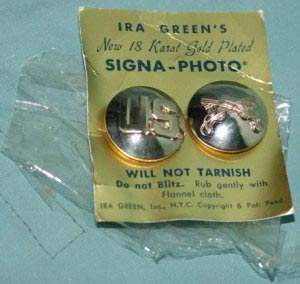 IRA GREEN'S
New 18 Karat Gold Plated
SIGNA-PHOTO*
U.S.
WILL NOT TARNISH
Do not Blitz. Rub gently with
Flannel cloth.
IRA GREEN, Inc., N.Y.C. Copyright & Pat. Pend.